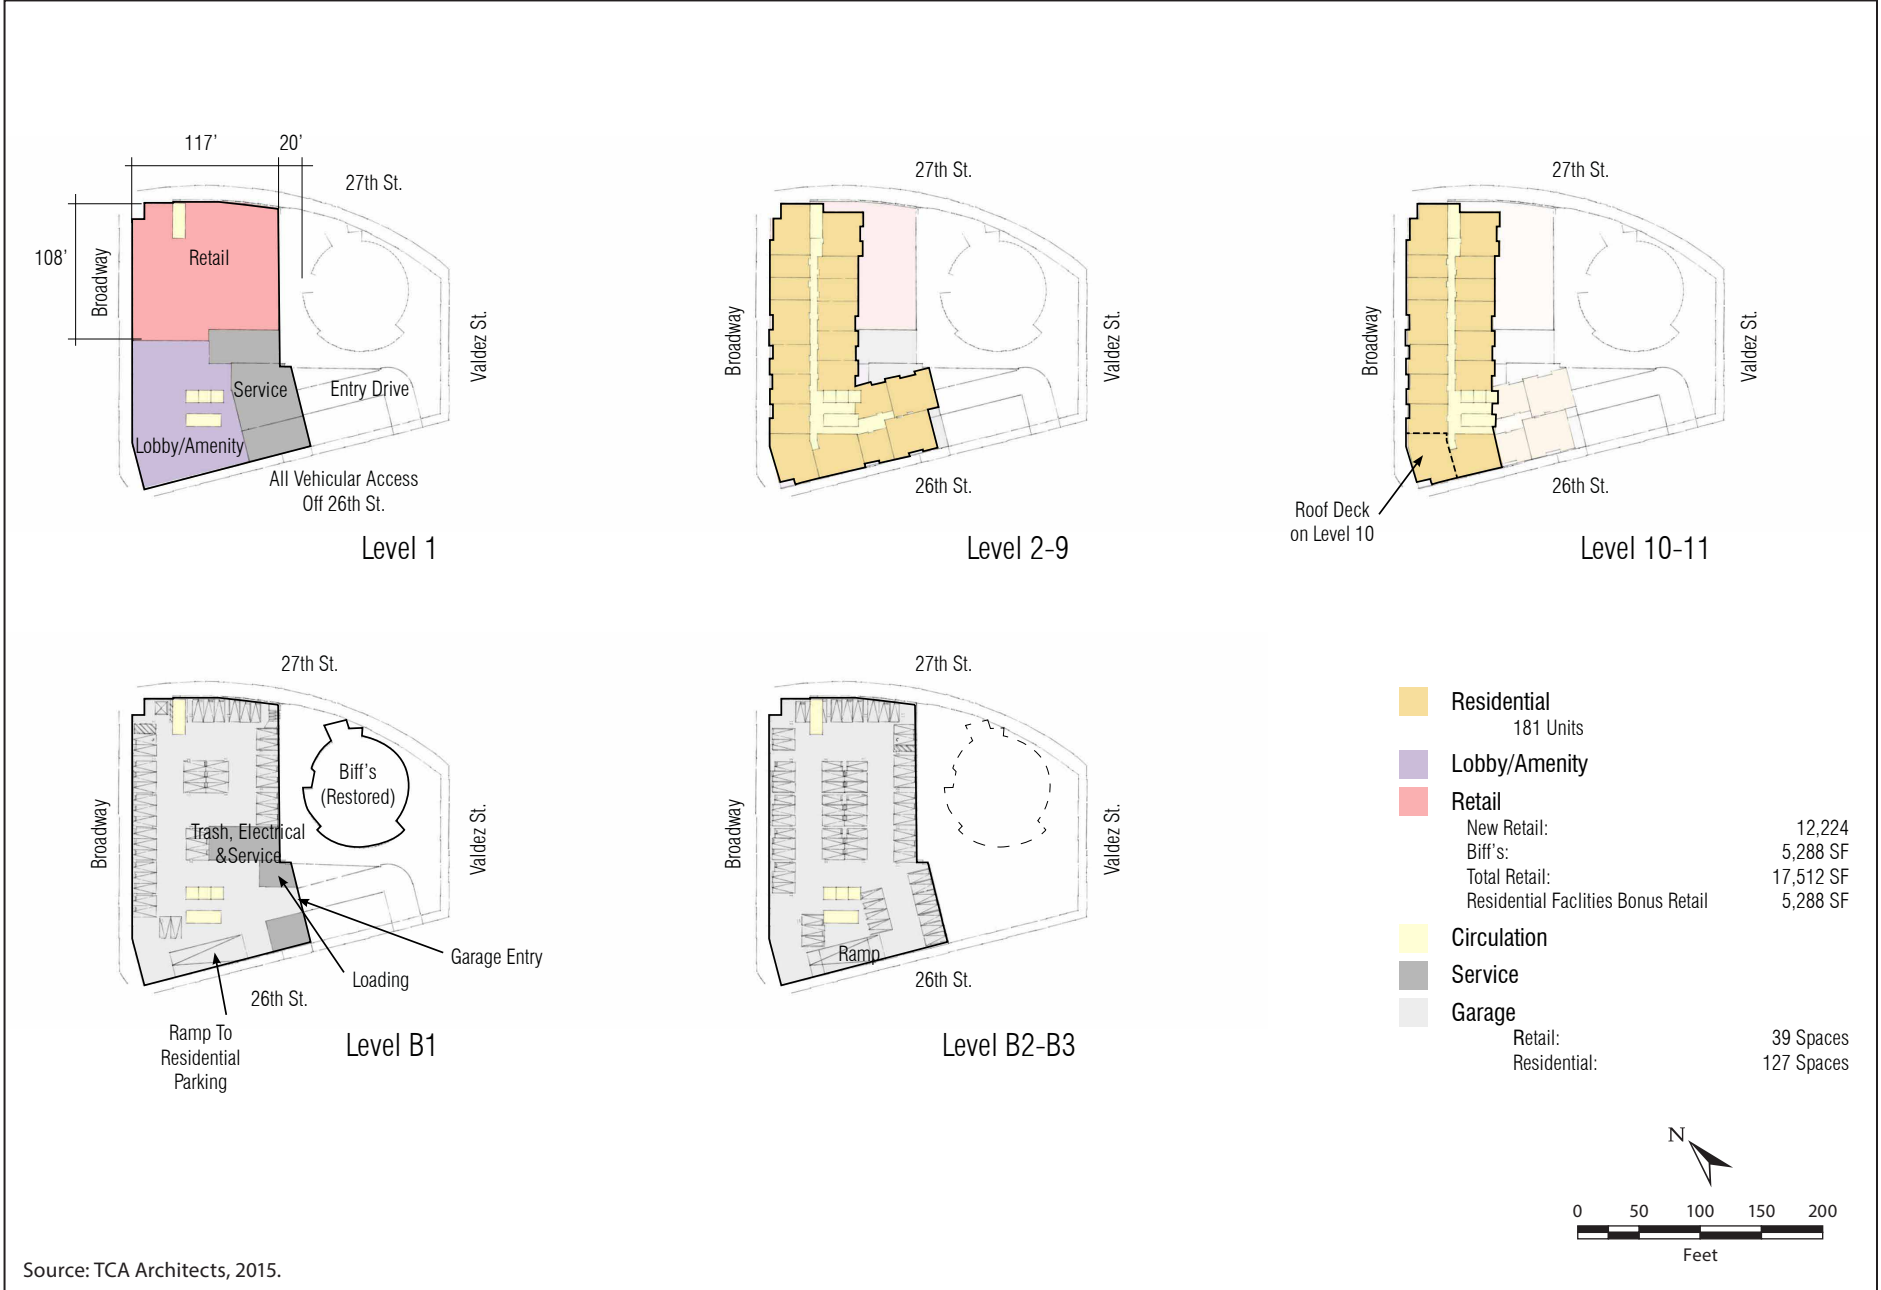 117’
20’
27th St.
108’
Broadway
Retail
Valdez St.
Service
Entry Drive
Lobby/Amenity
All Vehicular Access
Off 26th St.
Level 1
27th St.
Broadway
Valdez St.
26th St.
Level 2-9
27th St.
Broadway
Valdez St.
26th St.
Roof Deck
on Level 10
Level 10-11
27th St.
Broadway
Biff’s
(Restored)
Trash, Electrical
&Service
Valdez St.
Garage Entry
Loading
26th St.
Ramp To
Residential
Parking
Level B1
27th St.
Broadway
Valdez St.
Ramp
26th St.
Level B2-B3
Residential
181 Units
Lobby/Amenity
Retail
New Retail: 12,224
Biff’s: 5,288 SF
Total Retail: 17,512 SF
Residential Faclities Bonus Retail 5,288 SF
Circulation
Service
Garage
Retail: 39 Spaces
Residential: 127 Spaces
N
0 50 100 150 200
Feet
Source: TCA Architects, 2015.